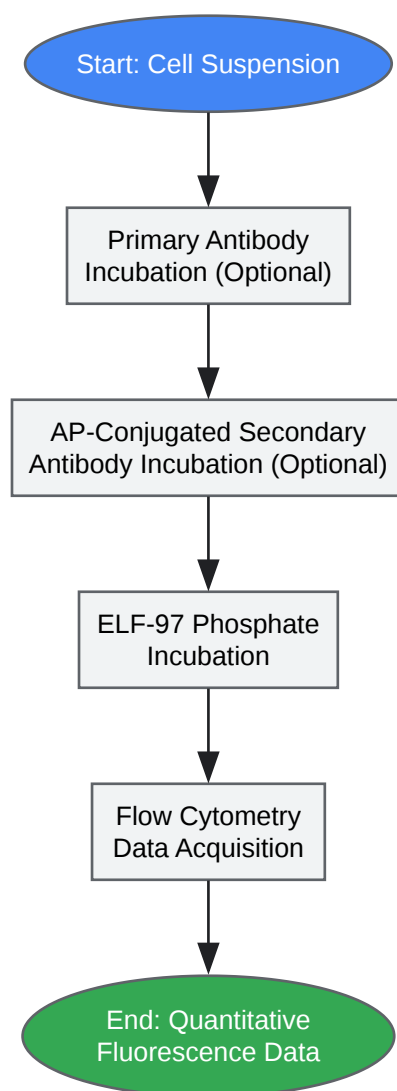 Start: Cell Suspension
Primary Antibody
Incubation (Optional)
AP-Conjugated Secondary
Antibody Incubation (Optional)
ELF-97 Phosphate
Incubation
Flow Cytometry
Data Acquisition
End: Quantitative
Fluorescence Data